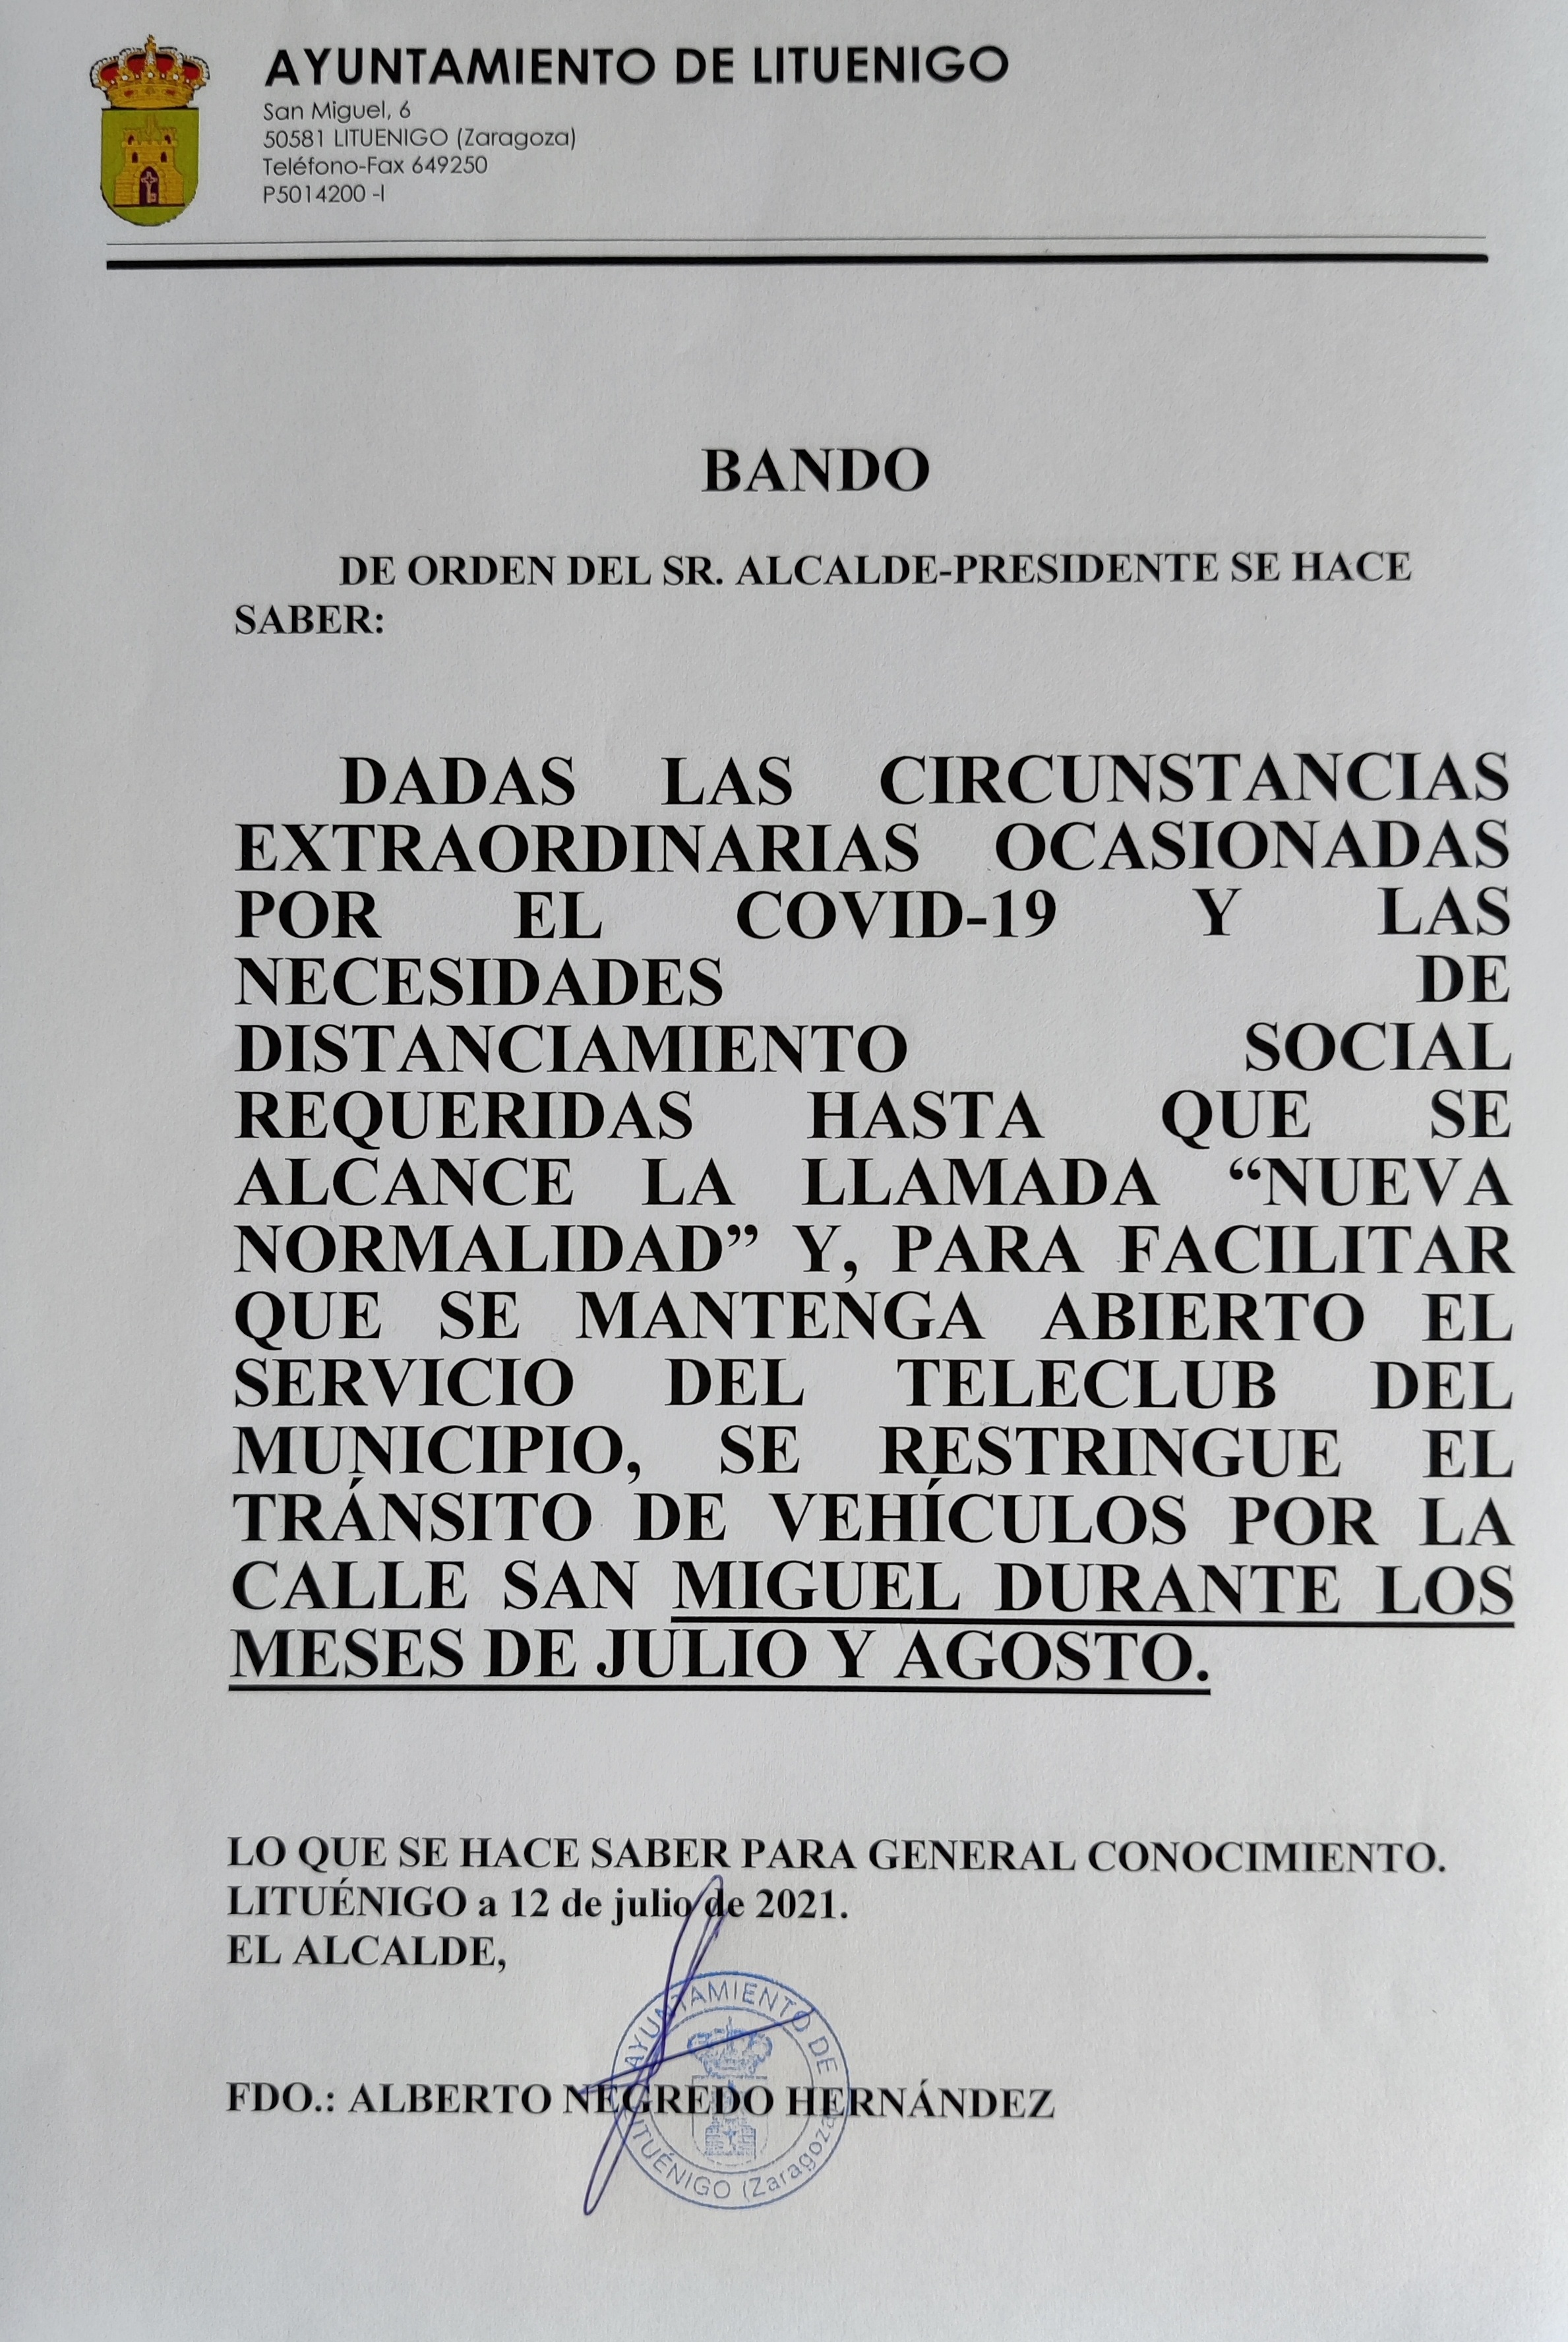 AYUNTAMIENTO DE LITUENIGO
San Miguel, 6
50581 LITUENIGO (Zaragoza)
Teléfono-Fax 649250
P5014200 -I
BANDO
DE ORDEN DEL SR. ALCALDE-PRESIDENTE SE HACE
SABER:
DADAS LAS CIRCUNSTANCIAS
EXTRAORDINARIAS OCASIONADAS
POR EL COVID-19 Y LAS
NECESIDADES DE
DISTANCIAMIENTO SOCIAL
REQUERIDAS HASTA QUE SE
ALCANCE LA LLAMADA “NUEVA
NORMALIDAD” Y, PARA FACILITAR
QUE SE MANTENGA ABIERTO EL
SERVICIO DEL TELECLUB DEL
MUNICIPIO, SE RESTRINGUE EL
TRÁNSITO DE VEHÍCULOS POR LA
CALLE SAN MIGUEL DURANTE LOS
MESES DE JULIO Y AGOSTO.
LO QUE SE HACE SABER PARA GENERAL CONOCIMIENTO.
LITUÉNIGO a 12 de julio de 2021.
EL ALCALDE,
FDO.: ALBERTO NEGREDO HERNÁNDEZ
AYUNTAMIENTO DE
LITUÉNIGO (Zaragoza)